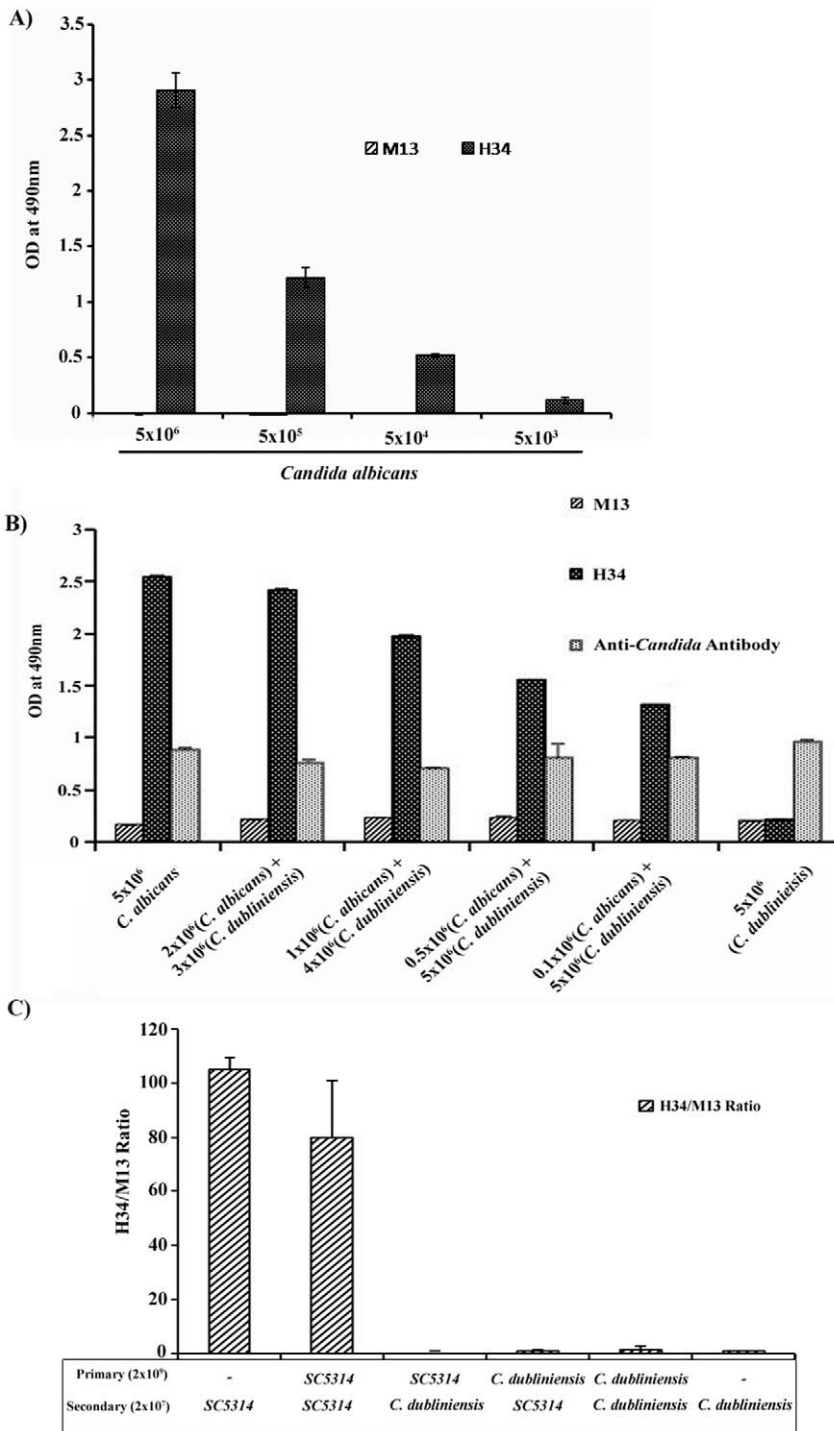 A)
3.5
3
2.5
2
1.5
1
0.5
0
OD at 490nm
M13 H34
5x10⁶ 5x10⁵ 5x10⁴ 5x10³
Candida albicans
B)
M13
H34
Anti-Candida Antibody
3
2.5
2
1.5
1
0.5
0
OD at 490nm
5x10⁶
C. albicans
2x10⁶(C. albicans) +
3x10⁶(C. dubliniensis)
1x10⁶(C. albicans) +
4x10⁶(C. dubliniensis)
0.5x10⁶(C. albicans) +
5x10⁶(C. dubliniensis)
0.1x10⁶(C. albicans) +
5x10⁶(C. dubliniensis)
5x10⁶
(C. dublinieisis)
C)
120
100
80
60
40
20
0
H34/M13 Ratio
H34/M13 Ratio
Primary (2x10⁹) - SC5314 SC5314 C. dubliniensis C. dubliniensis -
Secondary (2x10⁷) SC5314 SC5314 C. dubliniensis SC5314 C. dubliniensis C. dubliniensis